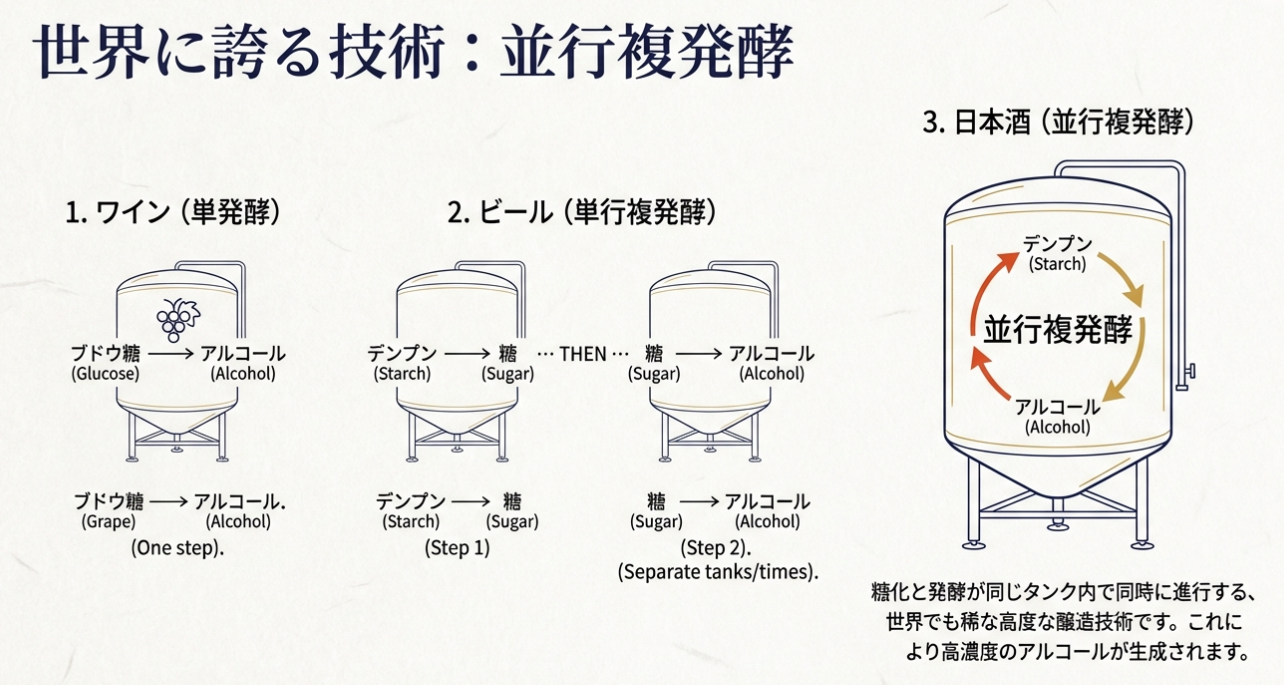 世界に誇る技術：並行複発酵
1. ワイン（単発酵）
ブドウ糖 → アルコール
(Glucose) (Alcohol)
ブドウ糖 → アルコール.
(Grape) (Alcohol)
(One step).
2. ビール（単行複発酵）
デンプン → 糖 ... THEN ... 糖 → アルコール
(Starch) (Sugar) (Sugar) (Alcohol)
デンプン → 糖
(Starch) (Sugar)
(Step 1)
糖 → アルコール
(Sugar) (Alcohol)
(Step 2).
(Separate tanks/times).
3. 日本酒（並行複発酵）
デンプン
(Starch)
並行複発酵
アルコール
(Alcohol)
糖化と発酵が同じタンク内で同時に進行する、
世界でも稀な高度な醸造技術です。これに
より高濃度のアルコールが生成されます。